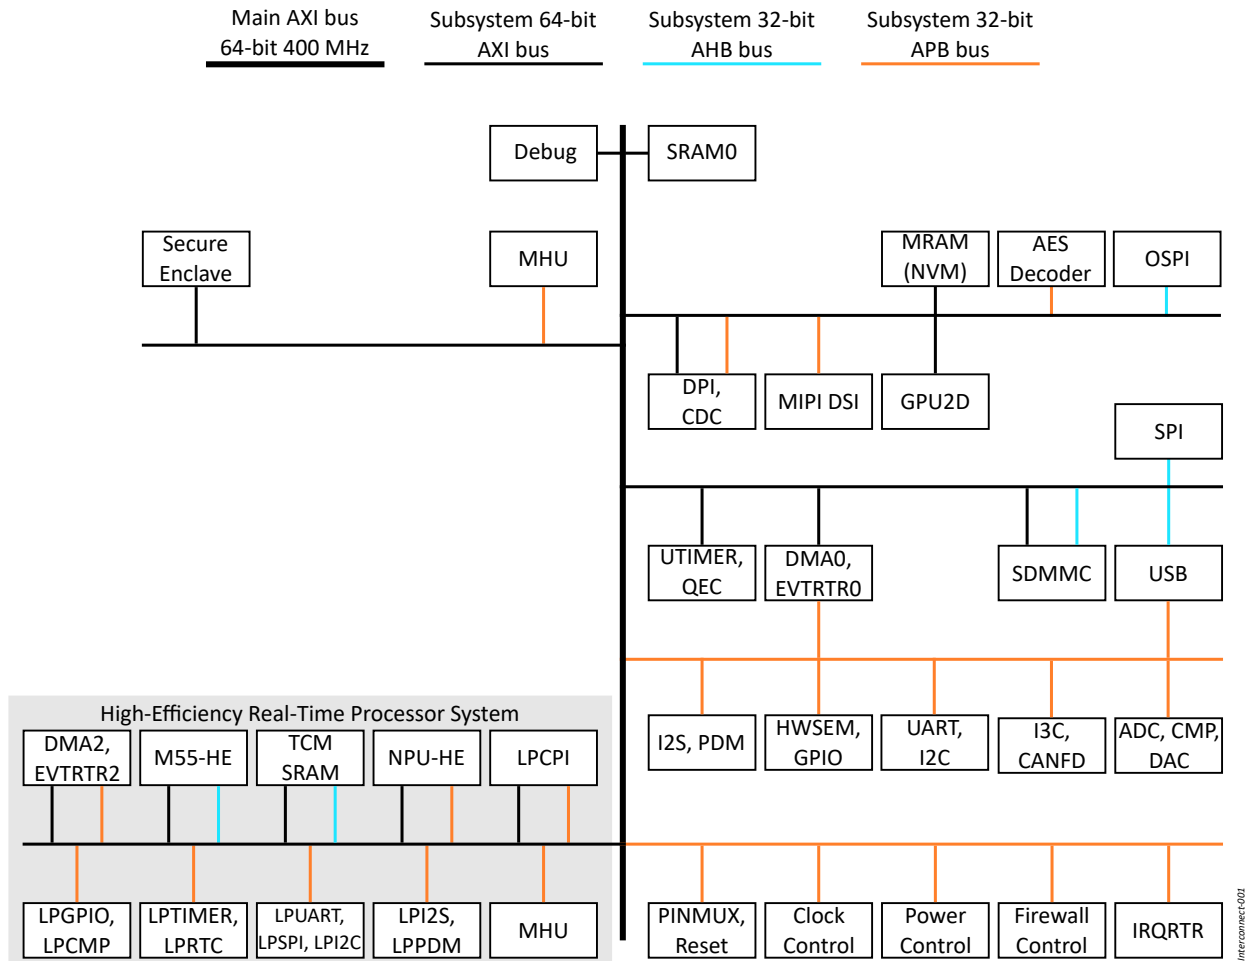 Main AXI bus
64-bit 400 MHz
Subsystem 64-bit
AXI bus
Subsystem 32-bit
AHB bus
Subsystem 32-bit
APB bus
Debug
SRAM0
Secure
Enclave
MHU
MRAM
(NVM)
AES
Decoder
OSPI
DPI,
CDC
MIPI DSI
GPU2D
SPI
UTIMER,
QEC
DMA0,
EVTRTR0
SDMMC
USB
High-Efficiency Real-Time Processor System
DMA2,
EVTRTR2
M55-HE
TCM
SRAM
NPU-HE
LPCPI
I2S, PDM
HWSEM,
GPIO
UART,
I2C
I3C,
CANFD
ADC, CMP,
DAC
LPGPIO,
LPCMP
LPTIMER,
LPRTC
LPUART,
LPSPI, LPI2C
LPI2S,
LPPDM
MHU
PINMUX,
Reset
Clock
Control
Power
Control
Firewall
Control
IRQRTR
Interconnect-001